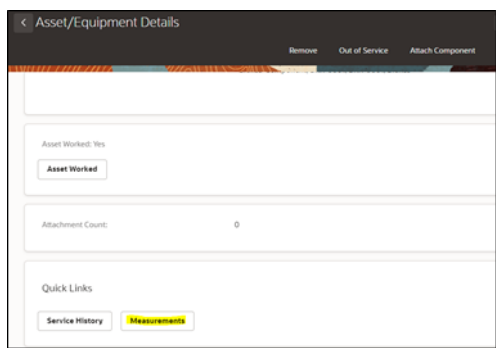 < Asset/Equipment Details
Remove Out of Service Attach Component
Asset Worked: Yes
Asset Worked
Attachment Count: 0
Quick Links
Service History Measurements